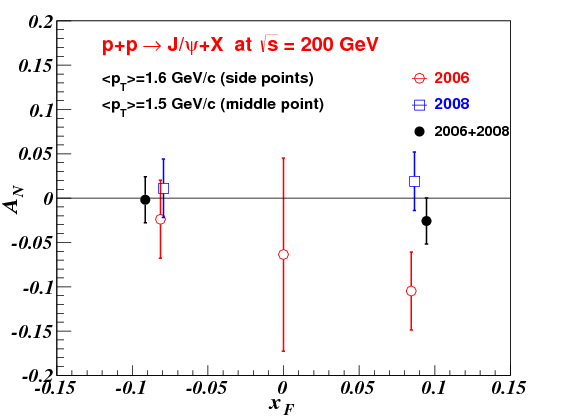 p+p → J/ψ+X at √s = 200 GeV
<p_T>=1.6 GeV/c (side points)
<p_T>=1.5 GeV/c (middle point)
2006
2008
2006+2008
A_N
0.2
0.15
0.1
0.05
0
-0.05
-0.1
-0.15
-0.2
-0.15 -0.1 -0.05 0 0.05 0.1 0.15
x_F